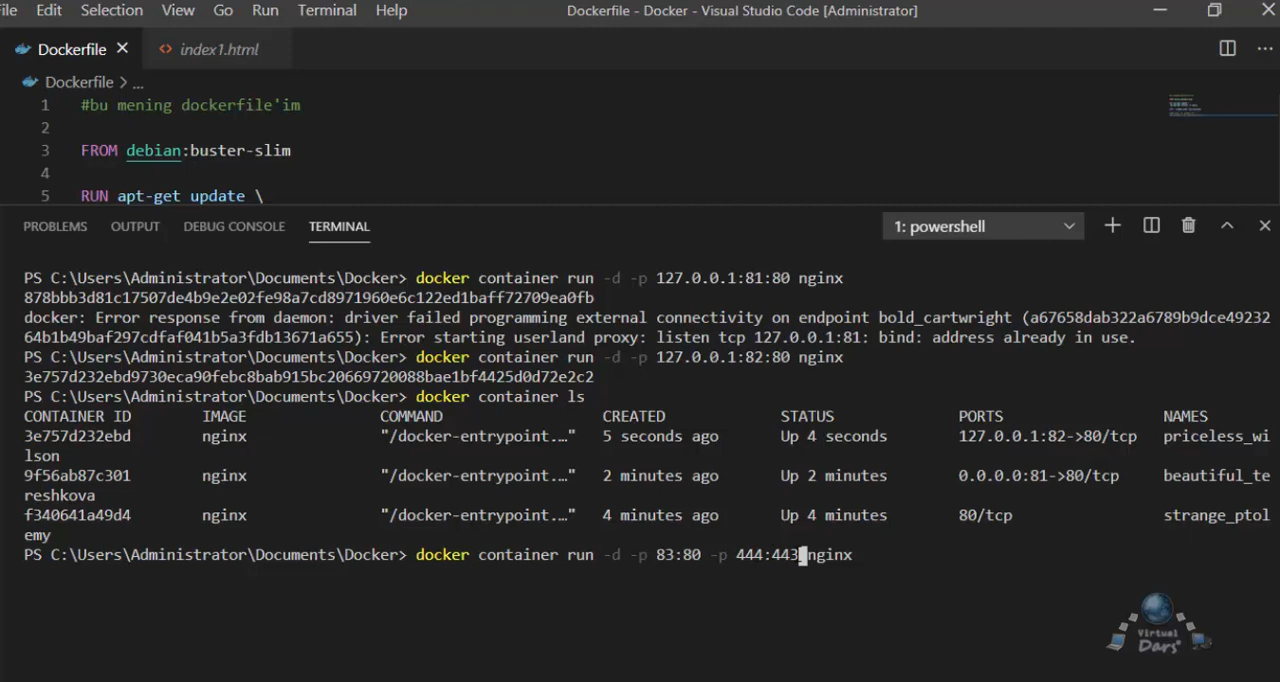 File Edit Selection View Go Run Terminal Help Dockerfile - Docker - Visual Studio Code [Administrator]
Dockerfile index1.html
Dockerfile > ...
1 #bu mening dockerfile'im
2
3 FROM debian:buster-slim
4
5 RUN apt-get update \
PROBLEMS OUTPUT DEBUG CONSOLE TERMINAL 1: powershell
PS C:\Users\Administrator\Documents\Docker> docker container run -d -p 127.0.0.1:81:80 nginx
878bbb3d81c17507de4b9e2e02fe98a7cd8971960e6c122ed1baff72709ea0fb
docker: Error response from daemon: driver failed programming external connectivity on endpoint bold_cartwright (a67658dab322a6789b9dce49232
64b1b49baf297cdfaf041b5a3fdb13671a655): Error starting userland proxy: listen tcp 127.0.0.1:81: bind: address already in use.
PS C:\Users\Administrator\Documents\Docker> docker container run -d -p 127.0.0.1:82:80 nginx
3e757d232ebd9730eca90febc8bab915bc20669720088bae1bf4425d0d72e2c2
PS C:\Users\Administrator\Documents\Docker> docker container ls
CONTAINER ID IMAGE COMMAND CREATED STATUS PORTS NAMES
3e757d232ebd nginx "/docker-entrypoint.…" 5 seconds ago Up 4 seconds 127.0.0.1:82->80/tcp priceless_wi
lson
9f56ab87c301 nginx "/docker-entrypoint.…" 2 minutes ago Up 2 minutes 0.0.0.0:81->80/tcp beautiful_te
reshkova
f340641a49d4 nginx "/docker-entrypoint.…" 4 minutes ago Up 4 minutes 80/tcp strange_ptol
emy
PS C:\Users\Administrator\Documents\Docker> docker container run -d -p 83:80 -p 444:443 nginx
Virtual
Dars